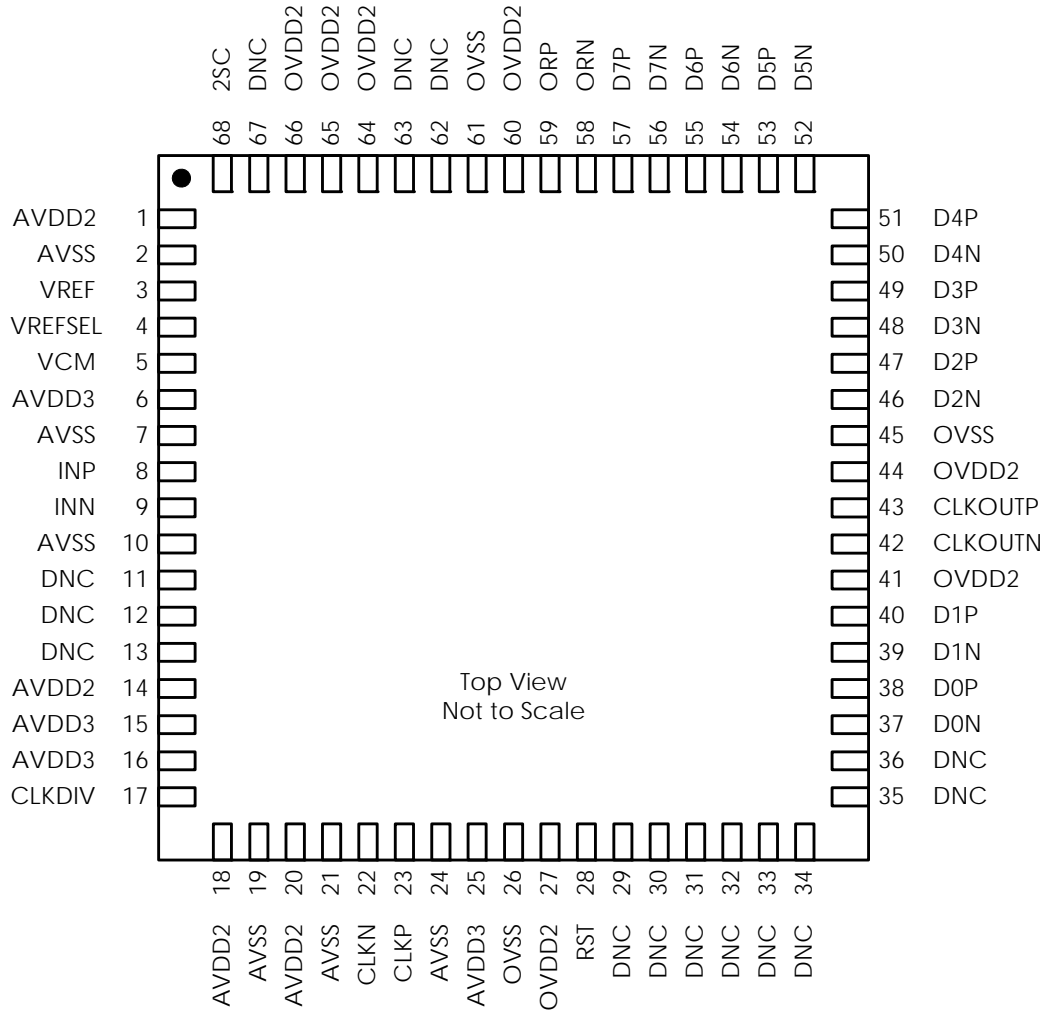 2SC
DNC
OVDD2
OVDD2
OVDD2
DNC
DNC
OVSS
OVDD2
ORP
ORN
D7P
D7N
D6P
D6N
D5P
D5N
68
67
66
65
64
63
62
61
60
59
58
57
56
55
54
53
52
AVDD2 1
AVSS 2
VREF 3
VREFSEL 4
VCM 5
AVDD3 6
AVSS 7
INP 8
INN 9
AVSS 10
DNC 11
DNC 12
DNC 13
AVDD2 14
AVDD3 15
AVDD3 16
CLKDIV 17
51 D4P
50 D4N
49 D3P
48 D3N
47 D2P
46 D2N
45 OVSS
44 OVDD2
43 CLKOUTP
42 CLKOUTN
41 OVDD2
40 D1P
39 D1N
38 D0P
37 D0N
36 DNC
35 DNC
Top View
Not to Scale
18
19
20
21
22
23
24
25
26
27
28
29
30
31
32
33
34
AVDD2
AVSS
AVDD2
AVSS
CLKN
CLKP
AVSS
AVDD3
OVSS
OVDD2
RST
DNC
DNC
DNC
DNC
DNC
DNC